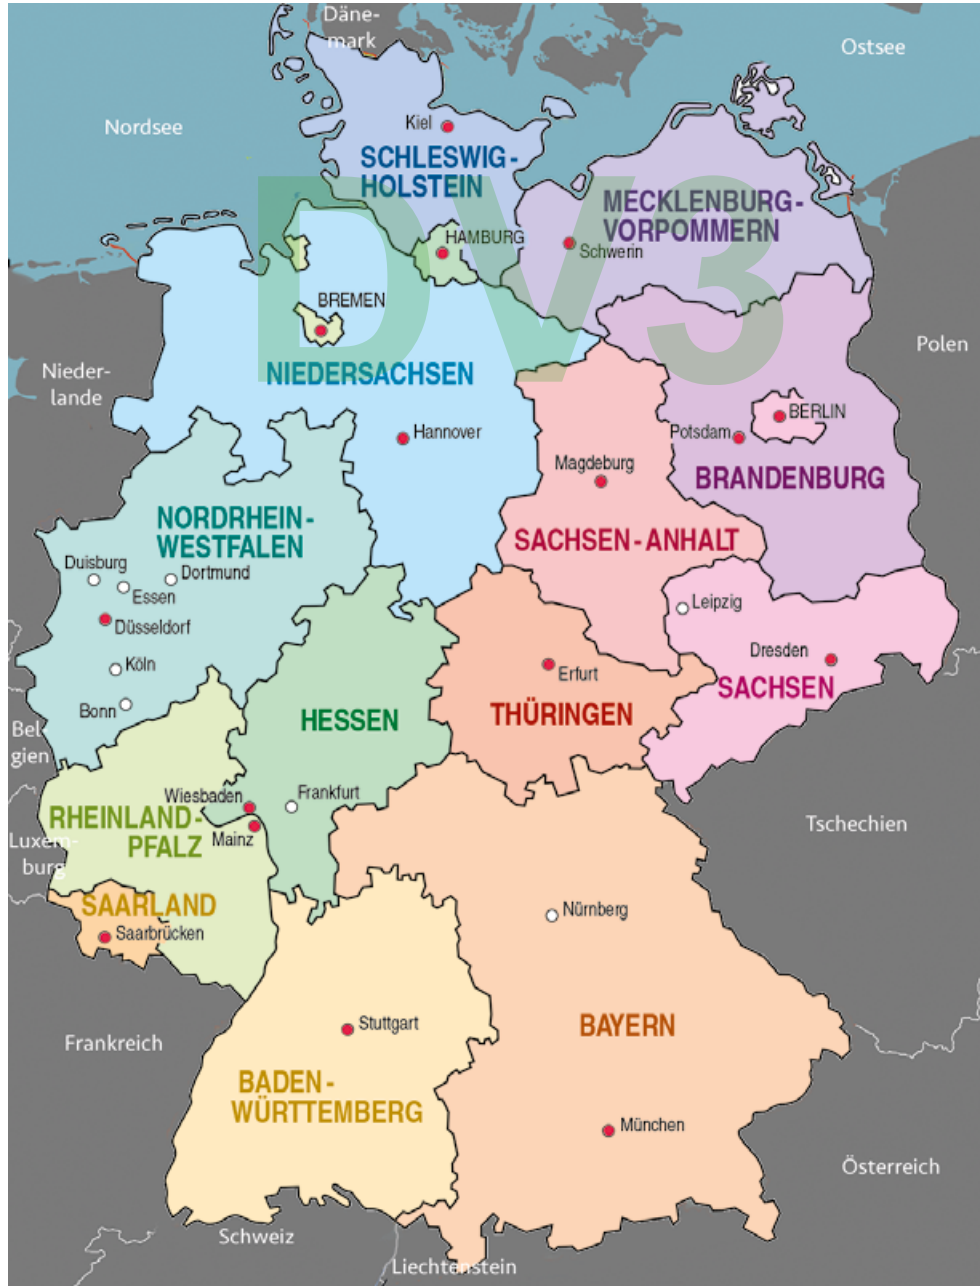 Däne-
mark
Ostsee
Nordsee
Kiel
SCHLESWIG-
HOLSTEIN
MECKLENBURG-
VORPOMMERN
HAMBURG
Schwerin
DV3
BREMEN
Polen
NIEDERSACHSEN
Nieder-
lande
BERLIN
Potsdam
Hannover
Magdeburg
BRANDENBURG
NORDRHEIN-
WESTFALEN
SACHSEN-ANHALT
Duisburg
Dortmund
Essen
Leipzig
Düsseldorf
Köln
Dresden
Erfurt
SACHSEN
Bonn
HESSEN
THÜRINGEN
Bel-
gien
Wiesbaden
Frankfurt
RHEINLAND-
PFALZ
Mainz
Tschechien
Luxem-
burg
SAARLAND
Nürnberg
Saarbrücken
Stuttgart
BAYERN
Frankreich
BADEN-
WÜRTTEMBERG
München
Österreich
Schweiz
Liechtenstein